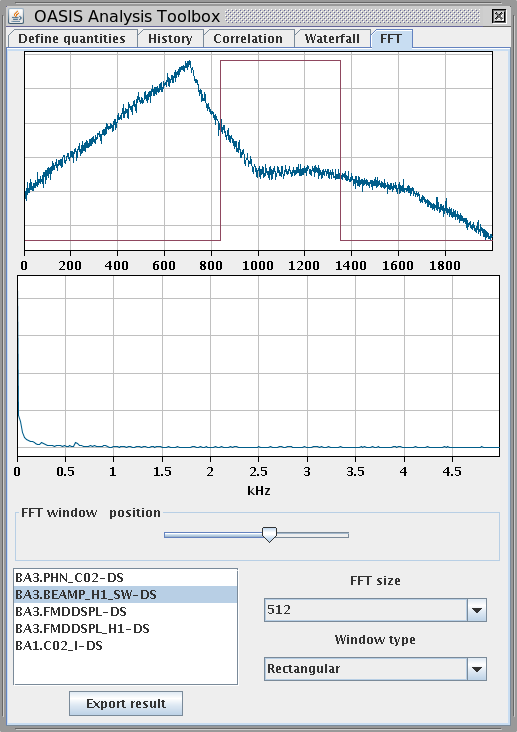 OASIS Analysis Toolbox
Define quantities History Correlation Waterfall FFT
0 200 400 600 800 1000 1200 1400 1600 1800
0 0.5 1 1.5 2 2.5 3 3.5 4 4.5
kHz
FFT window position
BA3.PHN_C02-DS
BA3.BEAMP_H1_SW-DS
BA3.FMDDSPL-DS
BA3.FMDDSPL_H1-DS
BA1.C02_I-DS
FFT size
512
Window type
Rectangular
Export result